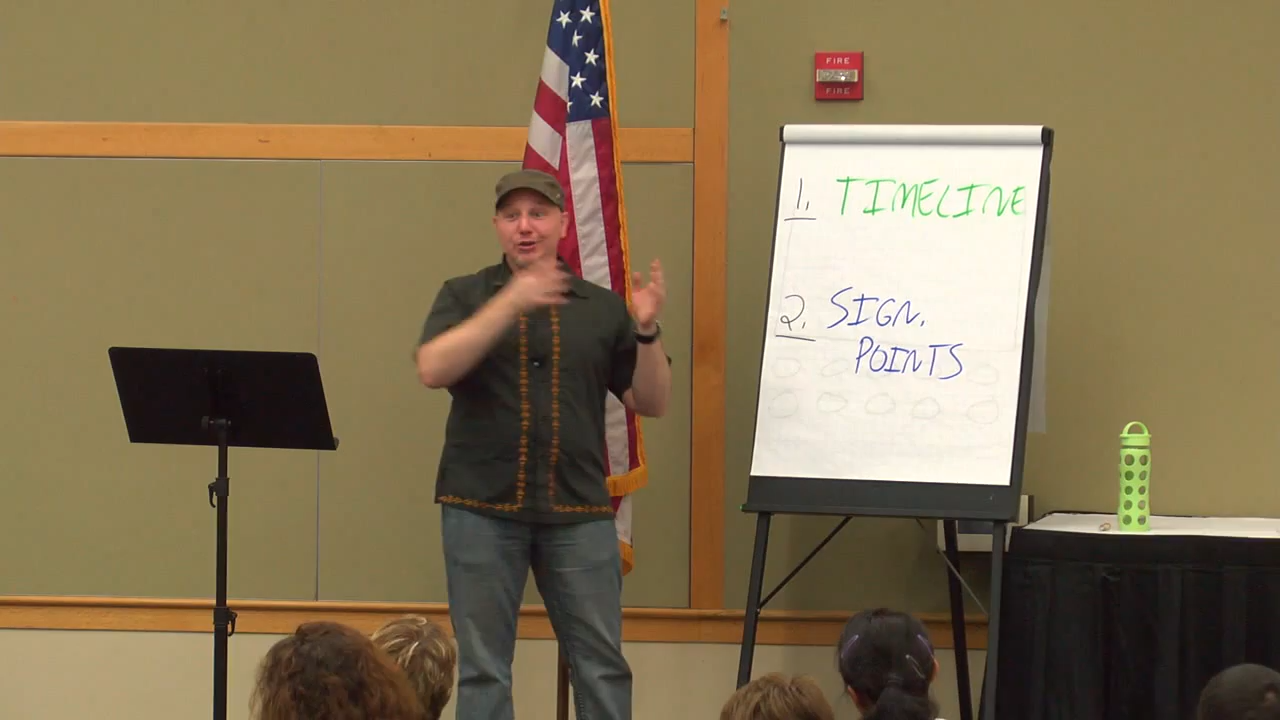 FIRE
FIRE
1. TIMELINE
2. SIGN.
POINTS